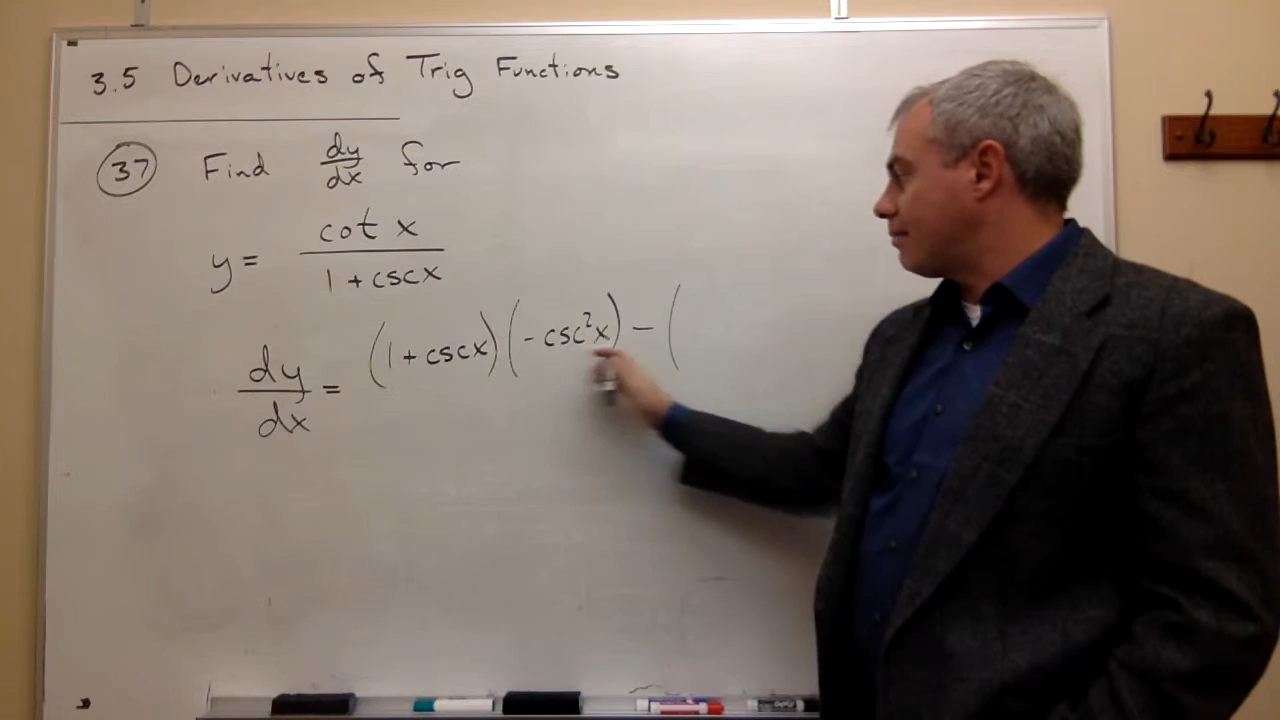 3.5 Derivatives of Trig Functions
37 Find dy/dx for
y = cot x / 1 + csc x
dy/dx = (1 + csc x)(- csc²x) - (